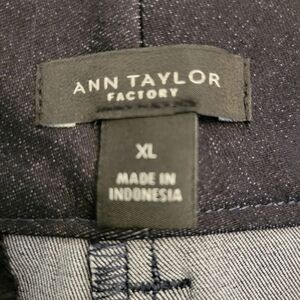 ANN TAYLOR
FACTORY
XL
MADE IN
INDONESIA